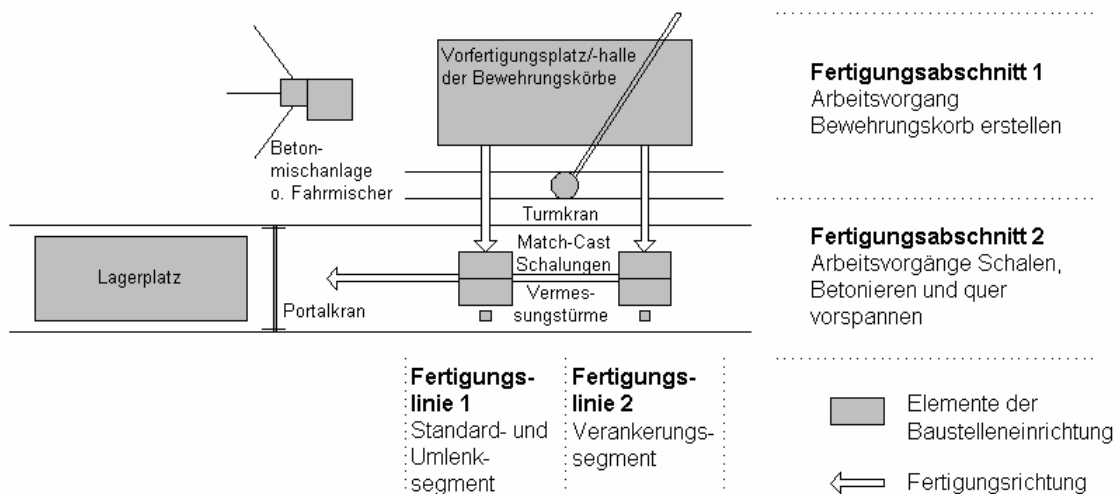 Vorfertigungsplatz/-halle
der Bewehrungskörbe
Beton-
mischanlage
o. Fahrmischer
Turmkran
Match-Cast
Schalungen
Vermes-
sungstürme
Lagerplatz
Portalkran
Fertigungsabschnitt 1
Arbeitsvorgang
Bewehrungskorb erstellen
Fertigungsabschnitt 2
Arbeitsvorgänge Schalen,
Betonieren und quer
vorspannen
Fertigungs-
linie 1
Standard- und
Umlenk-
segment
Fertigungs-
linie 2
Verankerungs-
segment
Elemente der
Baustelleneinrichtung
Fertigungsrichtung